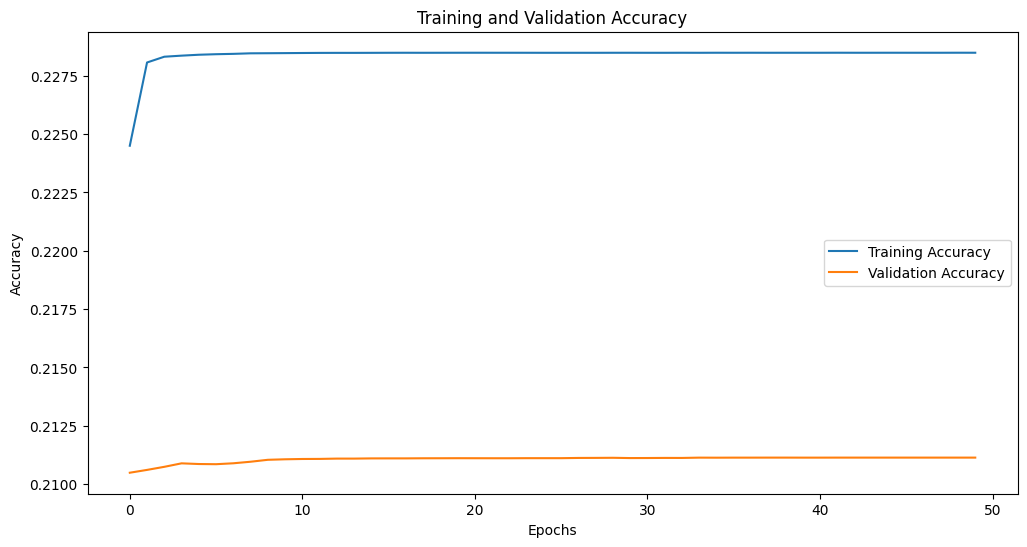 Training and Validation Accuracy
Accuracy
0.2275
0.2250
0.2225
0.2200
0.2175
0.2150
0.2125
0.2100
Training Accuracy
Validation Accuracy
0
10
20
30
40
50
Epochs